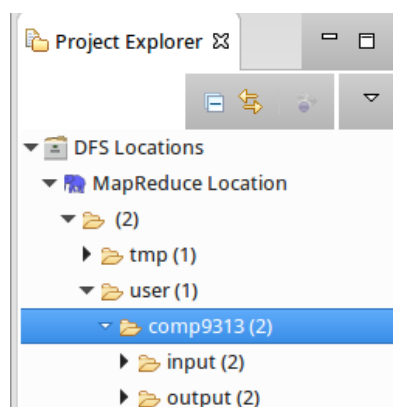 Project Explorer
DFS Locations
MapReduce Location
(2)
tmp (1)
user (1)
comp9313 (2)
input (2)
output (2)